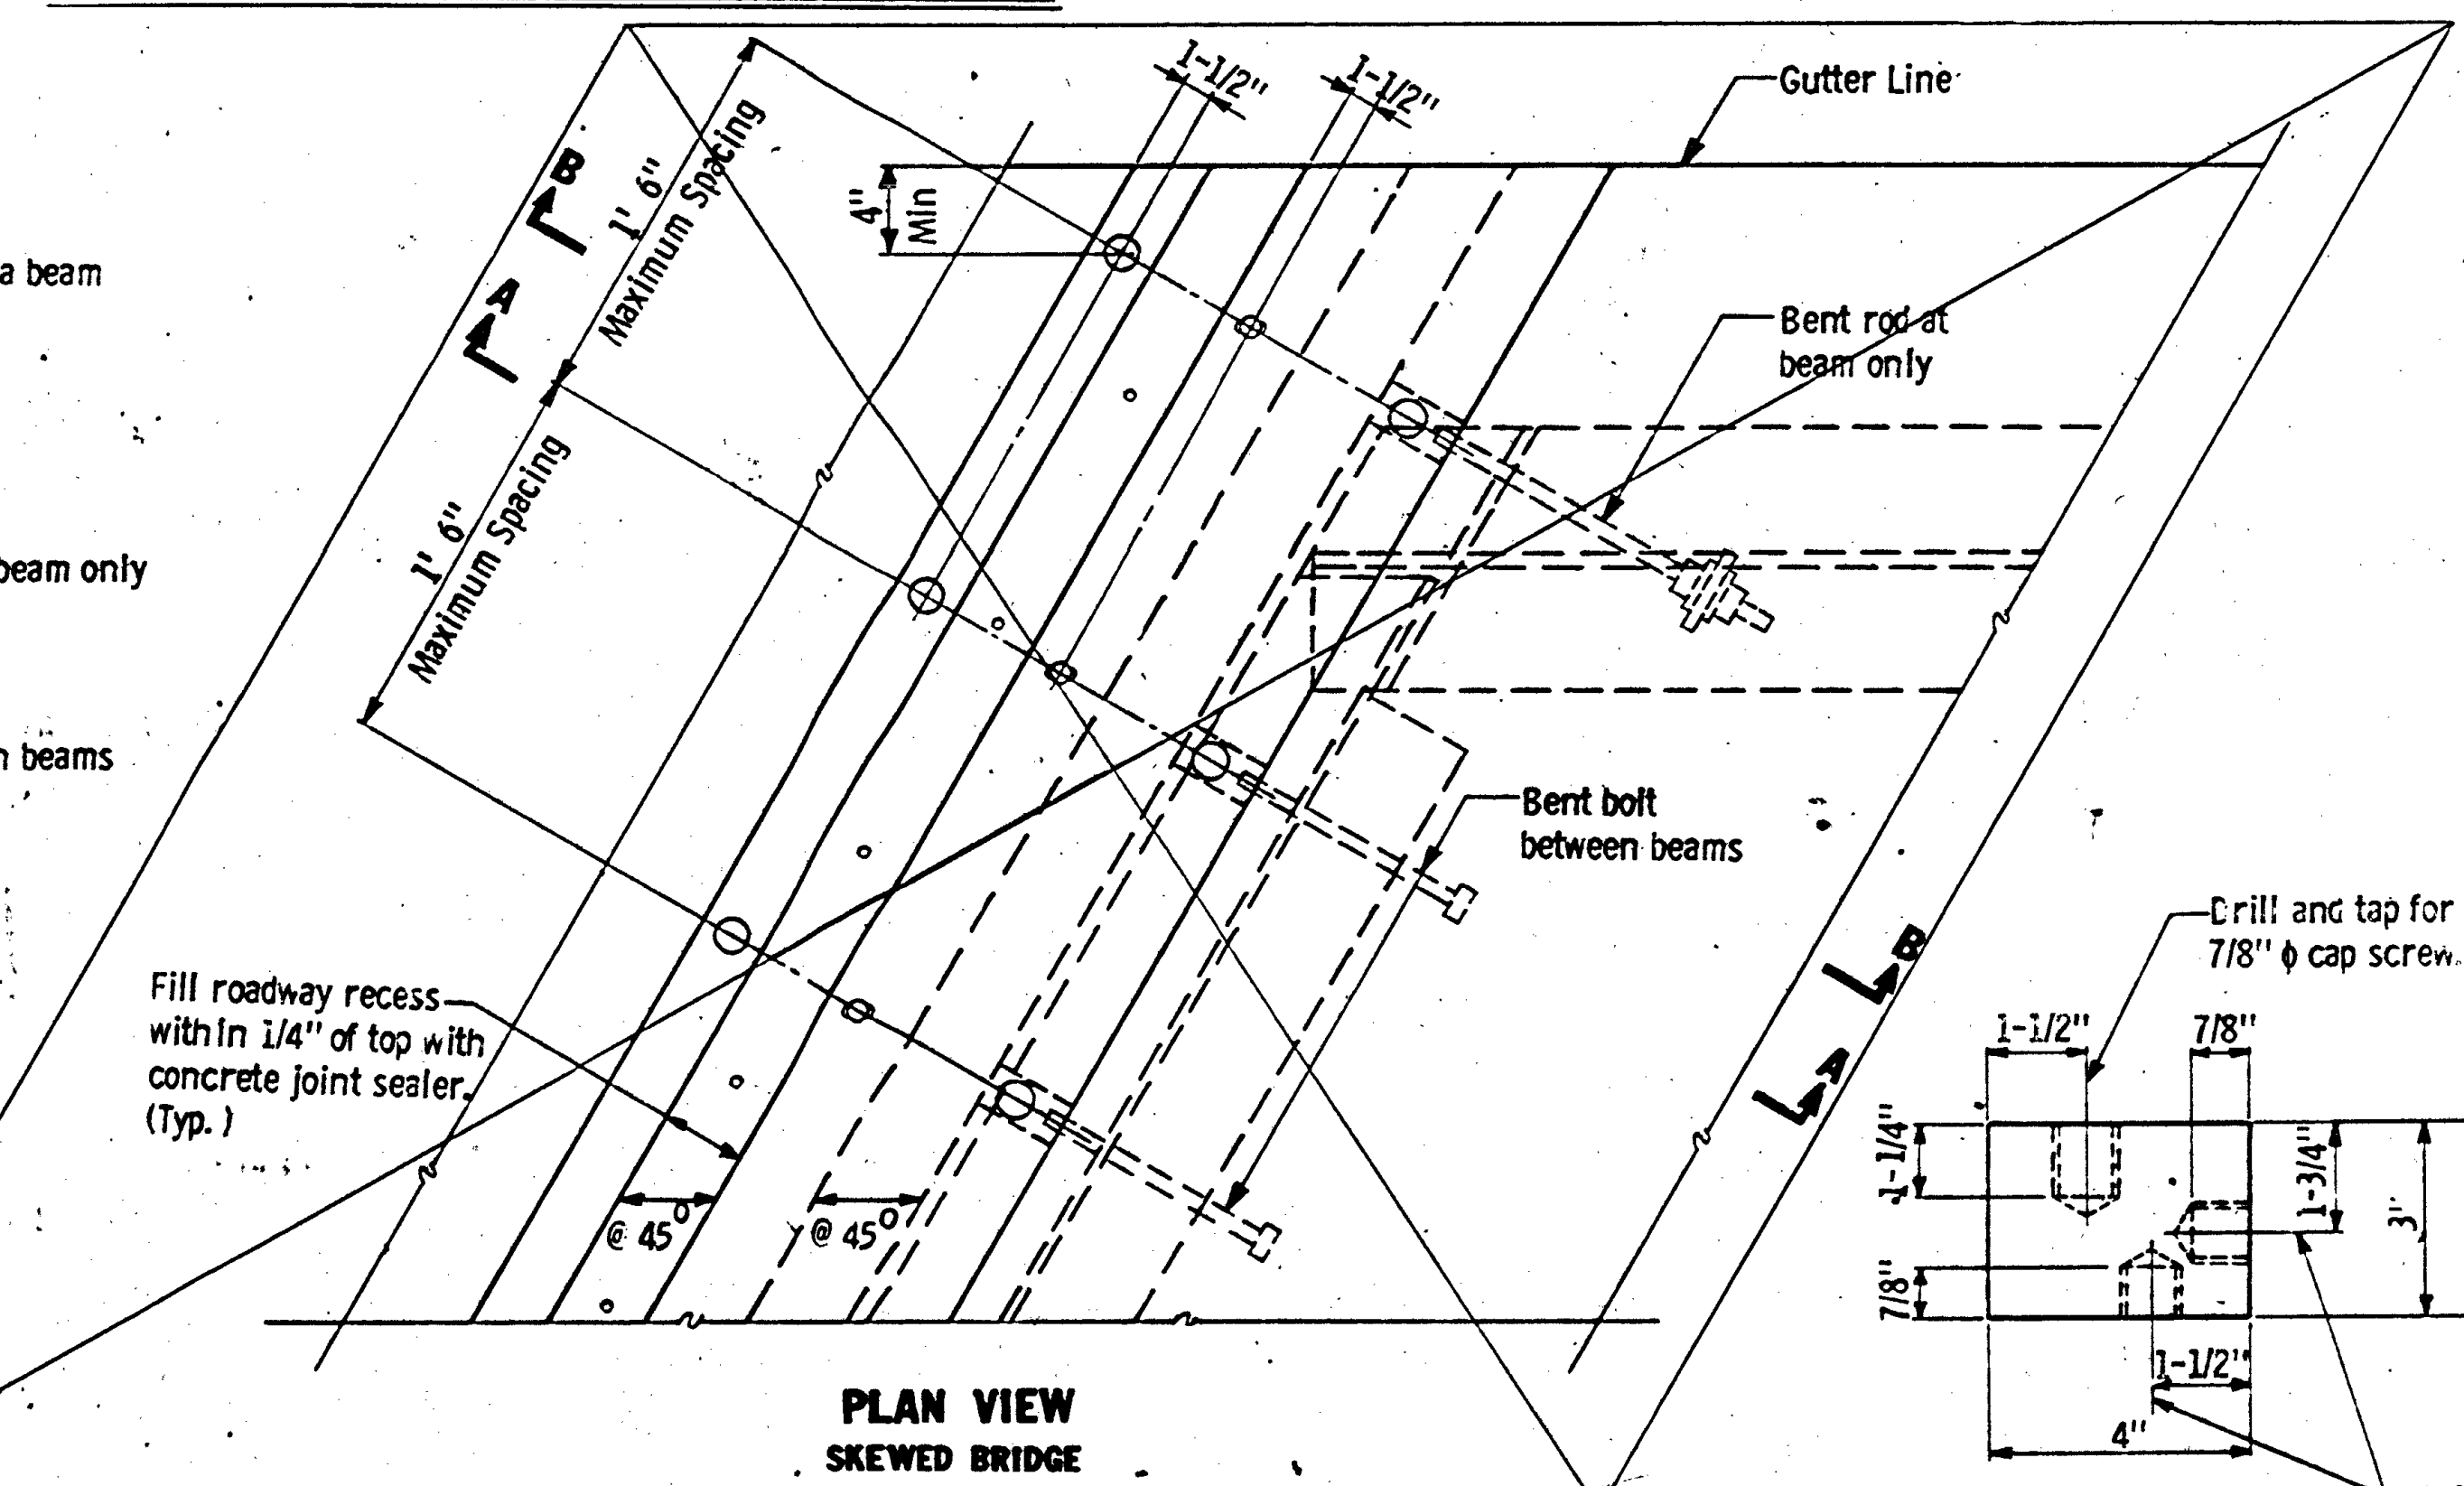 1-1/2"
1-1/2"
Gutter Line
B
1' 6"
Maximum Spacing
4"
Min
a beam
A
Bent rod at
beam only
1' 6"
Maximum Spacing
beam only
beams
Bent bolt
between beams
Drill and tap for
7/8" ϕ cap screw.
B
Fill roadway recess
within 1/4" of top with
concrete joint sealer.
(Typ.)
A
1-1/2"
7/8"
1-1/4"
1-3/4"
3"
7/8"
@ 45°
@ 45°
1-1/2"
4"
PLAN VIEW
SKEWED BRIDGE